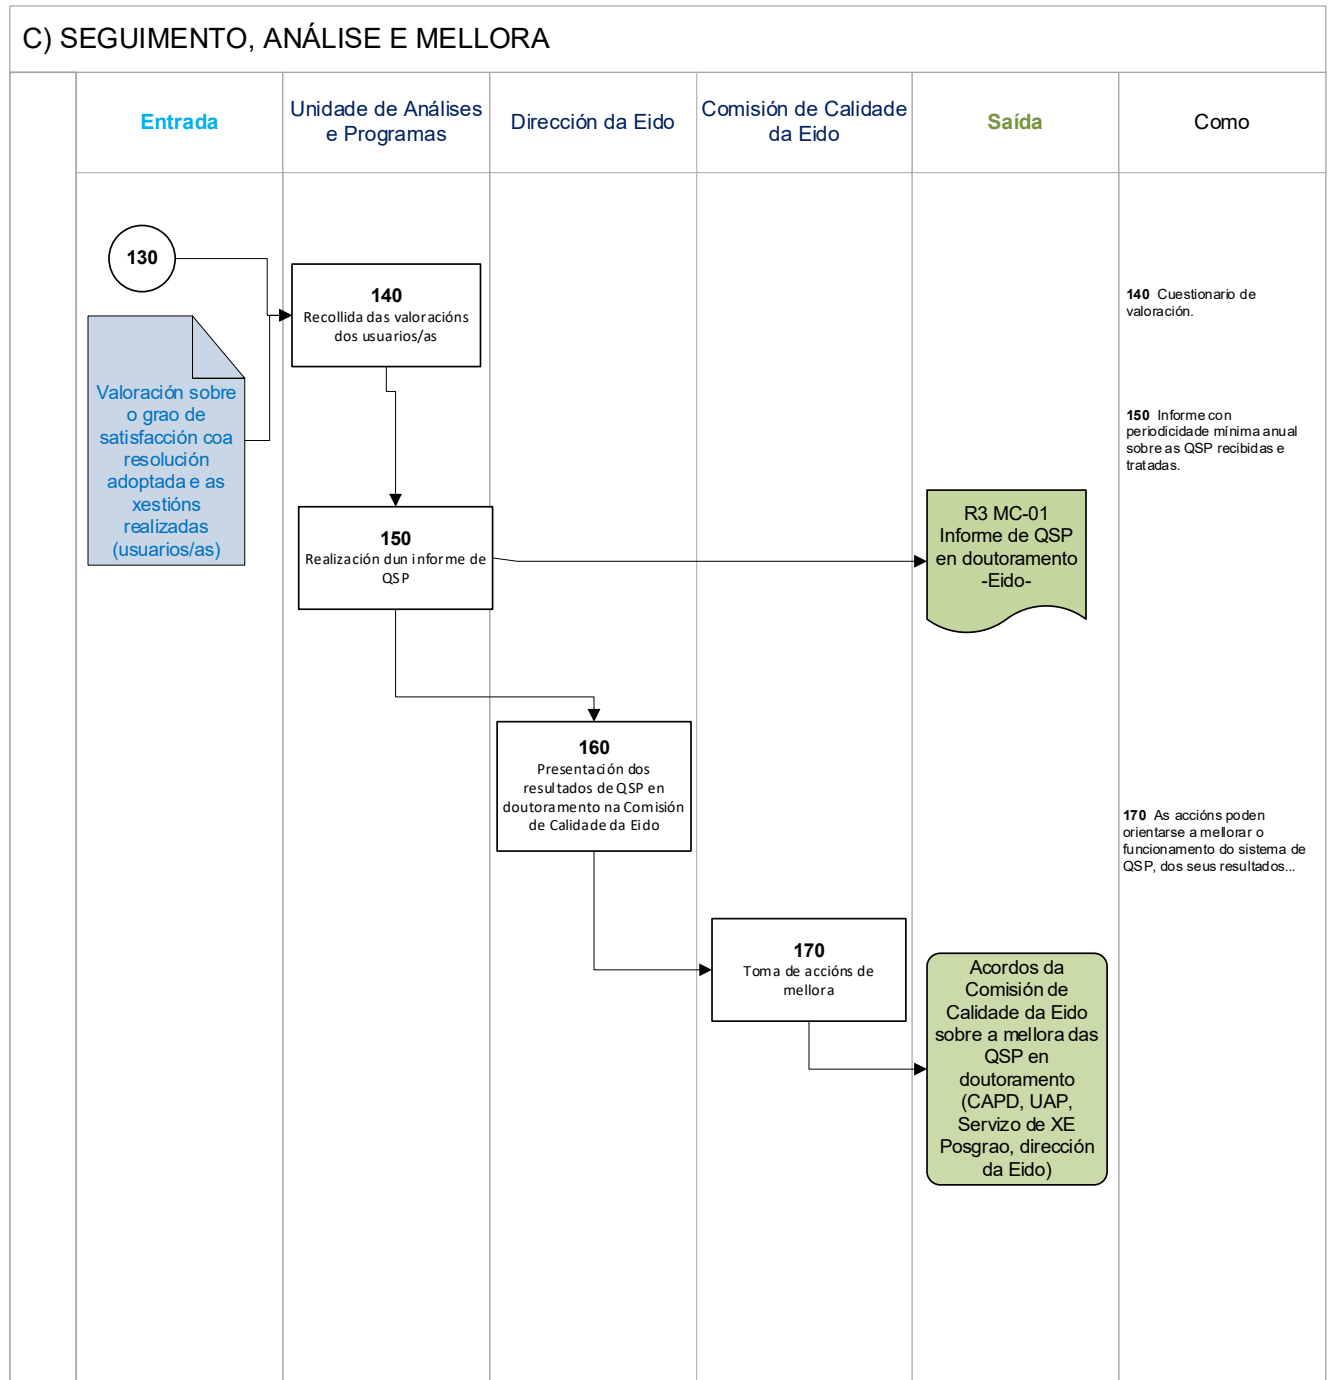 C) SEGUIMENTO, ANÁLISE E MELLORA
Entrada
Unidade de Análises
e Programas
Dirección da Eido
Comisión de Calidade
da Eido
Saída
Como
130
Valoración sobre
o grao de
satisfacción coa
resolución
adoptada e as
xestións
realizadas
(usuarios/as)
140
Recollida das valoracións
dos usuarios/as
140 Cuestionario de
valoración.
150
Realización dun informe de
QSP
150 Informe con
periodicidade mínima anual
sobre as QSP recibidas e
tratadas.
R3 MC-01
Informe de QSP
en doutoramento
-Eido-
160
Presentación dos
resultados de QSP en
doutoramento na Comisión
de Calidade da Eido
170 As accións poden
orientarse a mellorar o
funcionamento do sistema de
QSP, dos seus resultados...
170
Toma de accións de
mellora
Acordos da
Comisión de
Calidade da Eido
sobre a mellora das
QSP en
doutoramento
(CAPD, UAP,
Servizo de XE
Posgrao, dirección
da Eido)